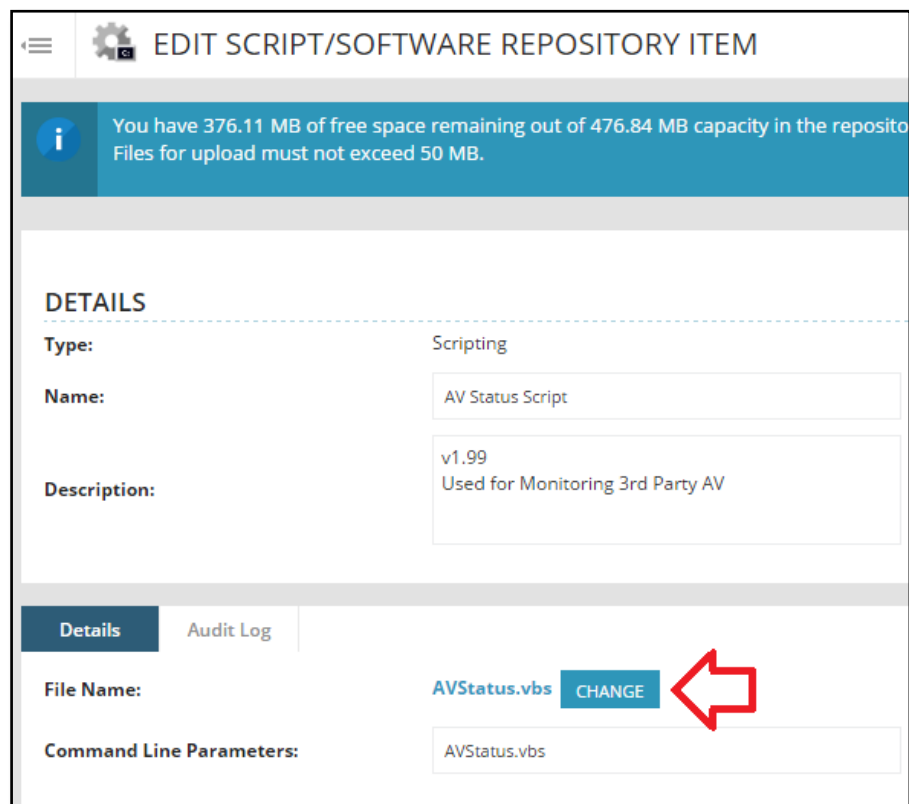 EDIT SCRIPT/SOFTWARE REPOSITORY ITEM
i
You have 376.11 MB of free space remaining out of 476.84 MB capacity in the reposito
Files for upload must not exceed 50 MB.
DETAILS
Type: Scripting
Name: AV Status Script
v1.99
Description: Used for Monitoring 3rd Party AV
Details Audit Log
File Name: AVStatus.vbs CHANGE
Command Line Parameters: AVStatus.vbs